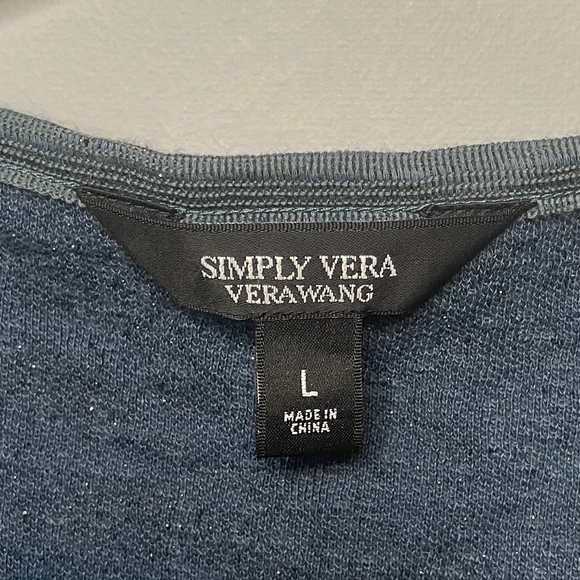 SIMPLY VERA
VERAWANG
L
MADE IN
CHINA